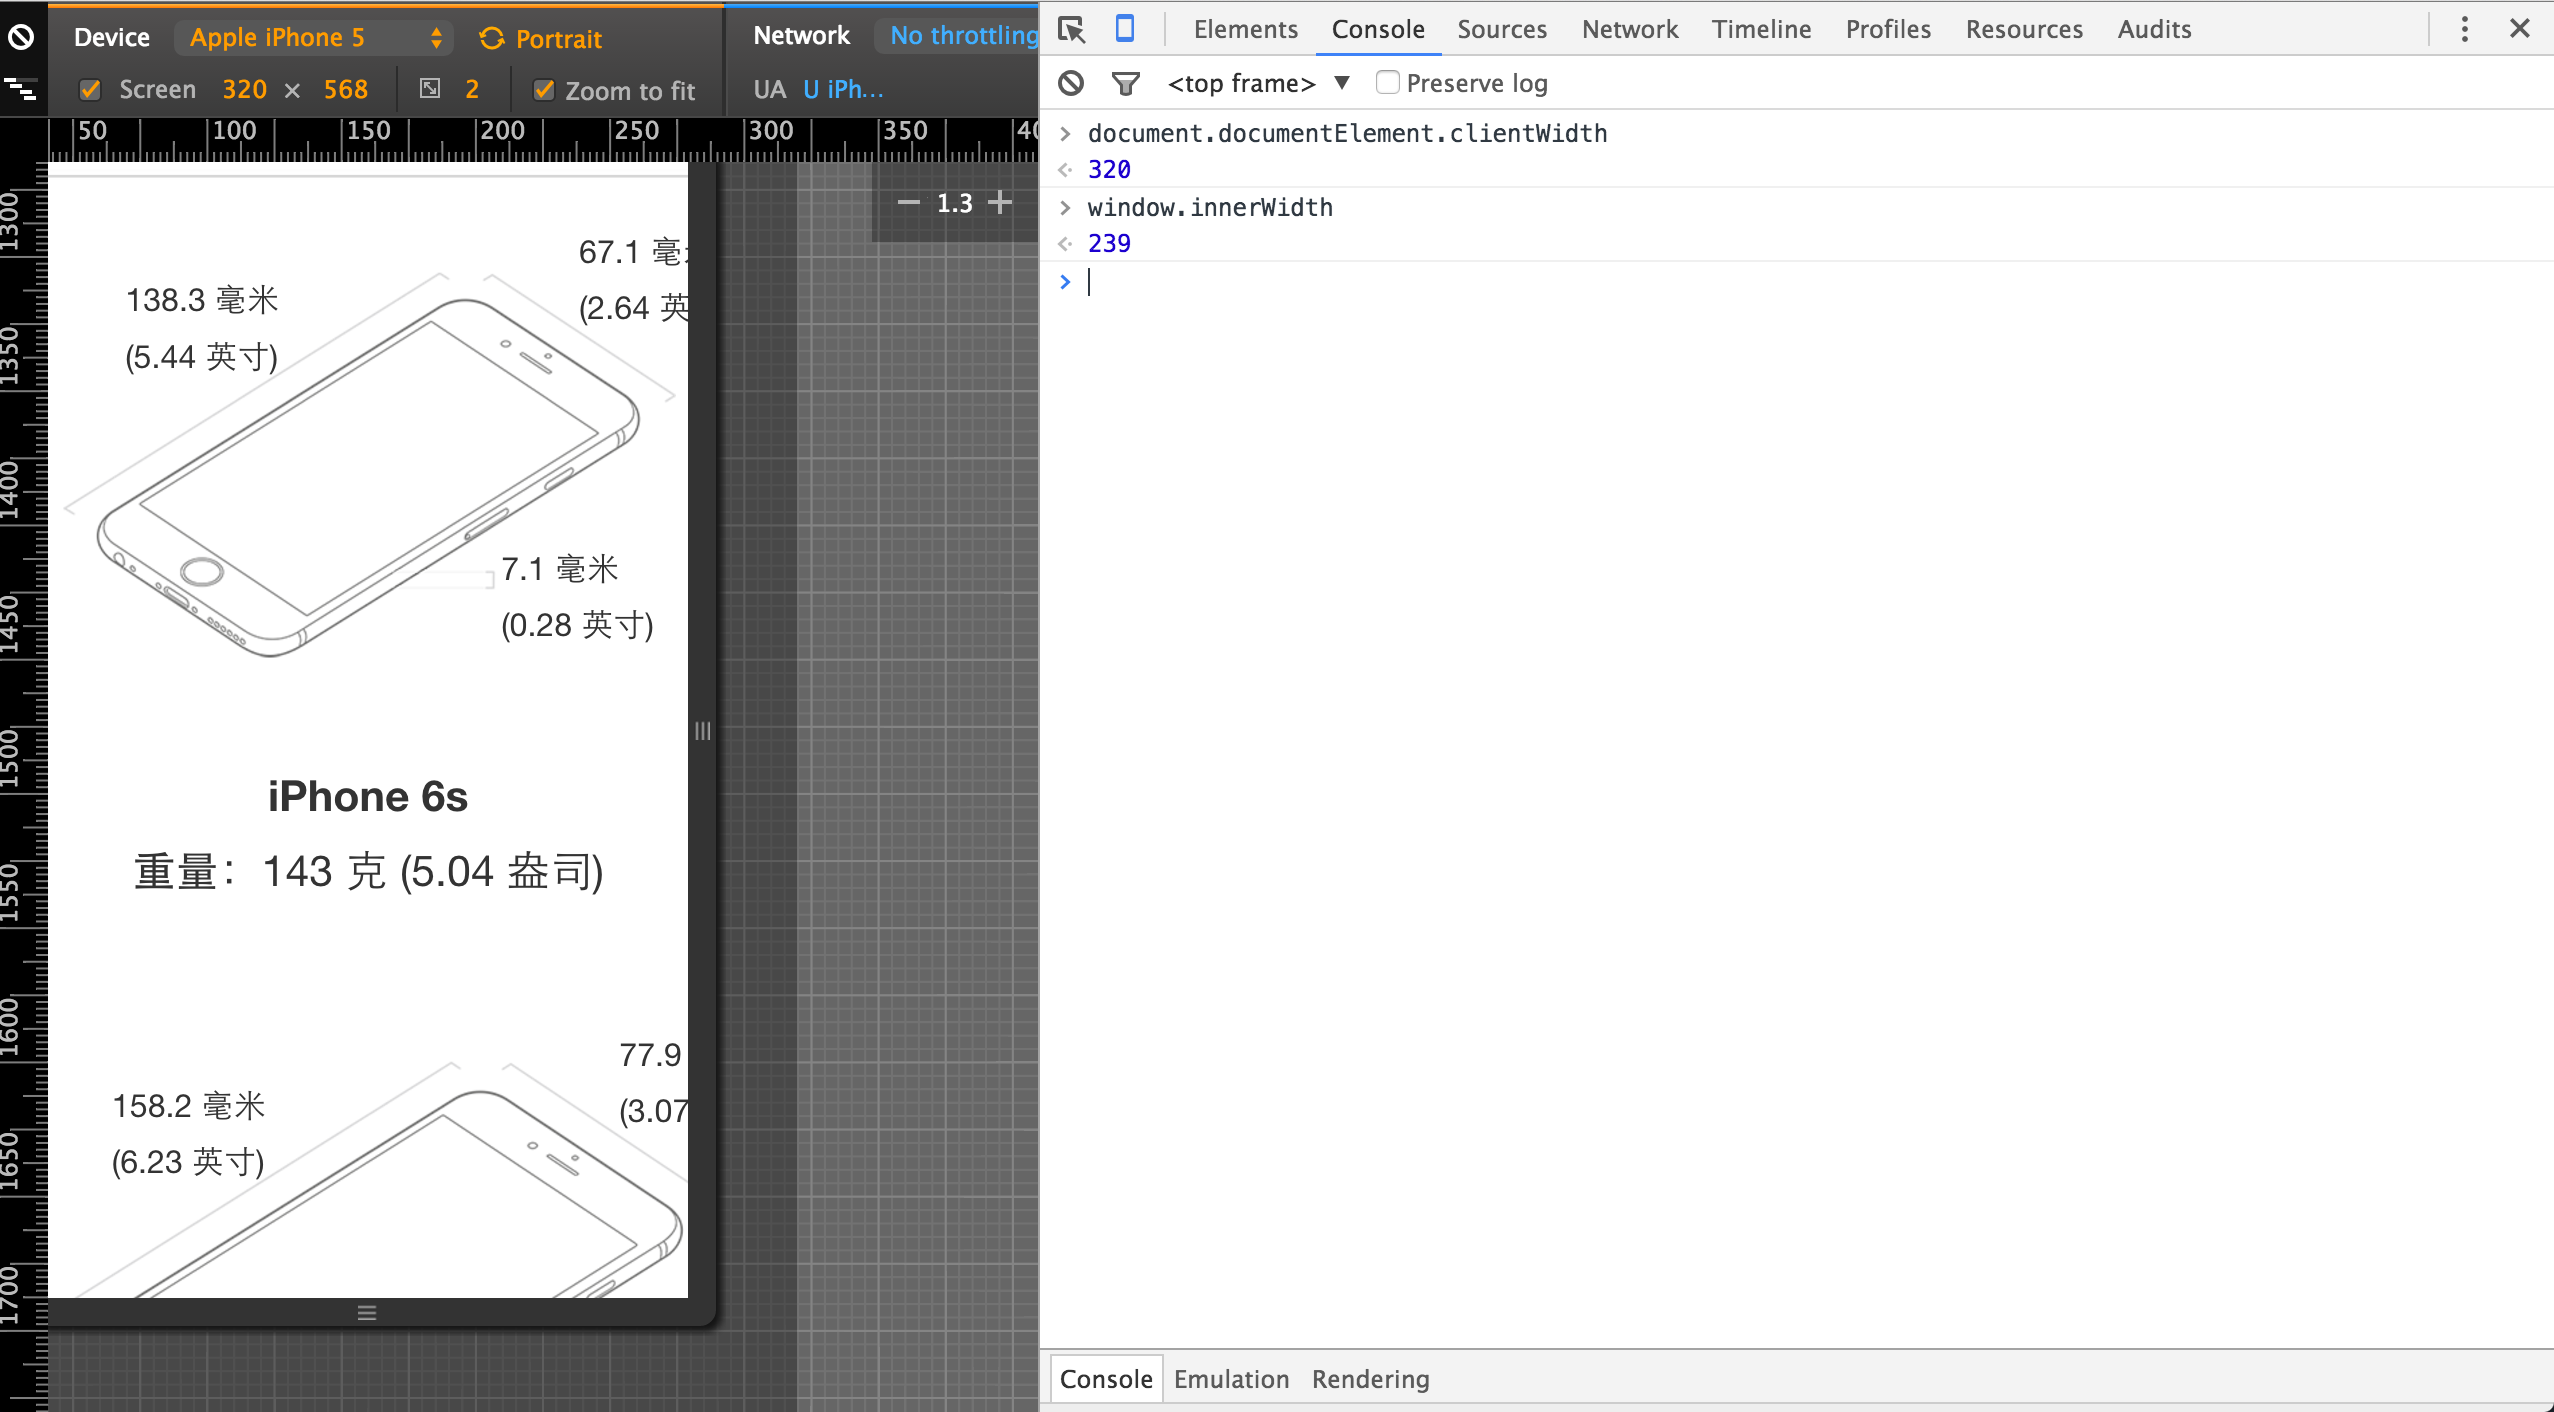 Device Apple iPhone 5 Portrait
Network No throttling
Screen 320 × 568 2 Zoom to fit
UA U iPh...
50 100 150 200 250 300 350
1.3
1300
1350
1400
1450
1500
1550
1600
1650
1700
67.1 毫
(2.64 英
138.3 毫米
(5.44 英寸)
7.1 毫米
(0.28 英寸)
iPhone 6s
重量：143 克 (5.04 盎司)
77.9
(3.07
158.2 毫米
(6.23 英寸)
Elements Console Sources Network Timeline Profiles Resources Audits
<top frame> ▼ Preserve log
document.documentElement.clientWidth
320
window.innerWidth
239
Console Emulation Rendering